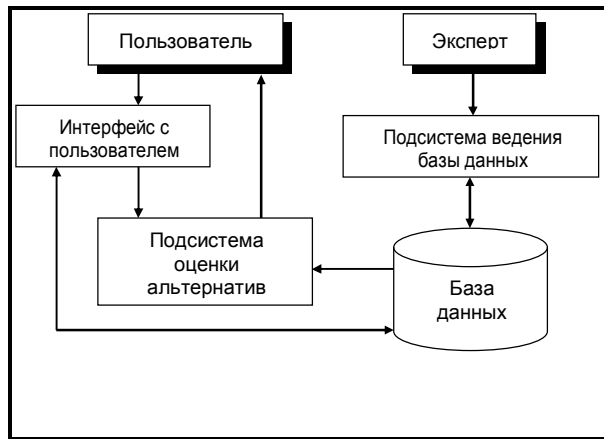 Пользователь
Эксперт
Интерфейс с
пользователем
Подсистема ведения
базы данных
Подсистема
оценки
альтернатив
База
данных